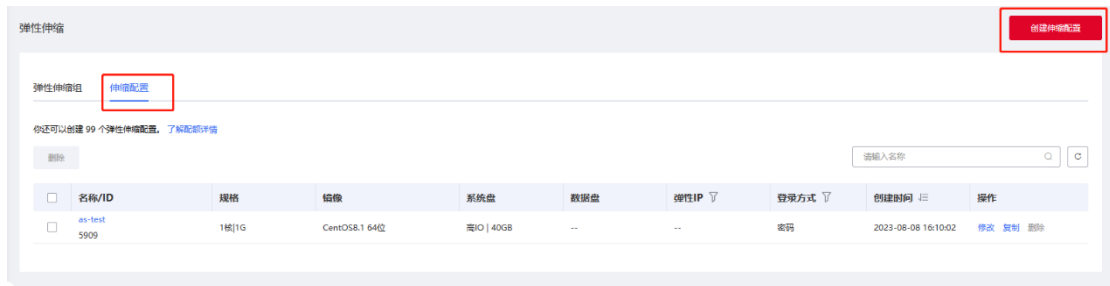 弹性伸缩
创建伸缩配置
弹性伸缩组 伸缩配置
你还可以创建 99 个弹性伸缩配置。 了解配额详情
删除
请输入名称
名称/ID 规格 镜像 系统盘 数据盘 弹性IP 登录方式 创建时间 操作
as-test
5909
1核|1G CentOS8.1 64位 高IO | 40GB -- -- 密码 2023-08-08 16:10:02 修改 复制 删除